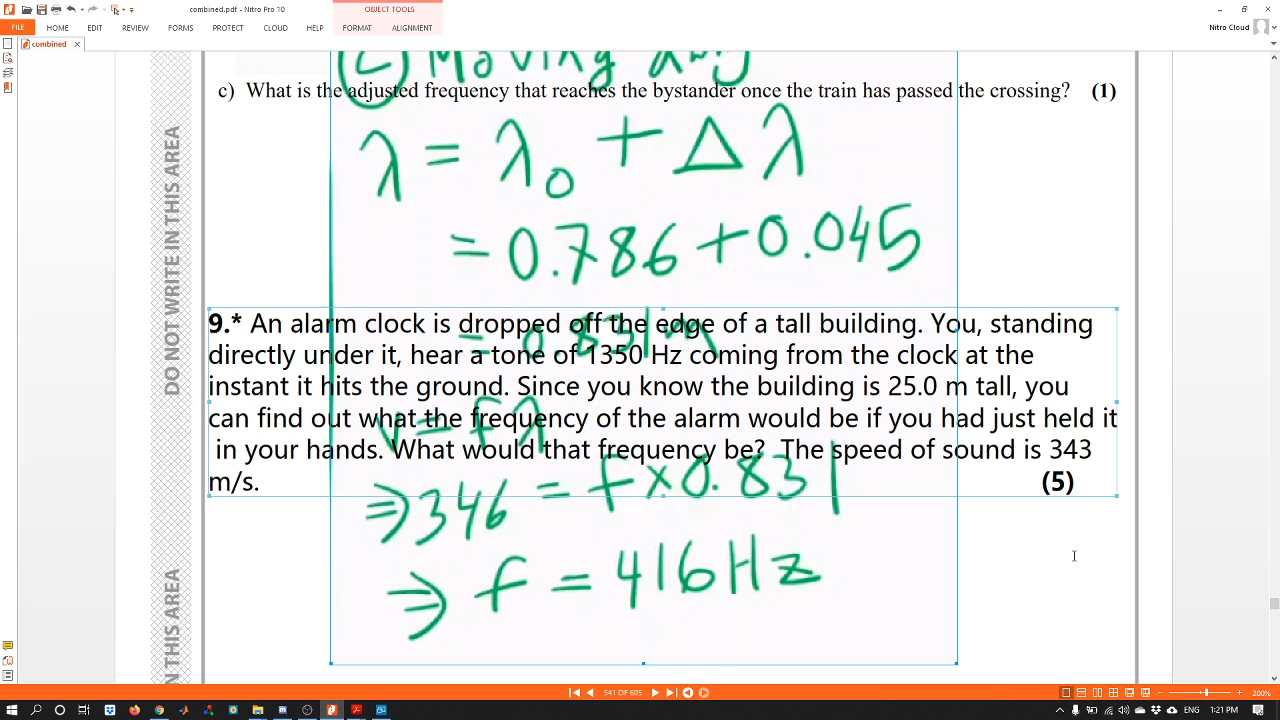 combined.pdf - Nitro Pro 10
OBJECT TOOLS
FILE HOME EDIT REVIEW FORMS PROTECT CLOUD HELP FORMAT ALIGNMENT
Nitro Cloud
combined
(c) Moving away
c) What is the adjusted frequency that reaches the bystander once the train has passed the crossing? (1)
λ = λ₀ + Δλ
= 0.786 + 0.045
= 0.831 m
9.* An alarm clock is dropped off the edge of a tall building. You, standing
directly under it, hear a tone of 1350 Hz coming from the clock at the
instant it hits the ground. Since you know the building is 25.0 m tall, you
can find out what the frequency of the alarm would be if you had just held it
in your hands. What would that frequency be? The speed of sound is 343
m/s. (5)
v = fλ
⇒ 346 = f × 0.831
⇒ f = 416 Hz
DO NOT WRITE IN THIS AREA
N THIS AREA
541 OF 605
200%
1:21 PM